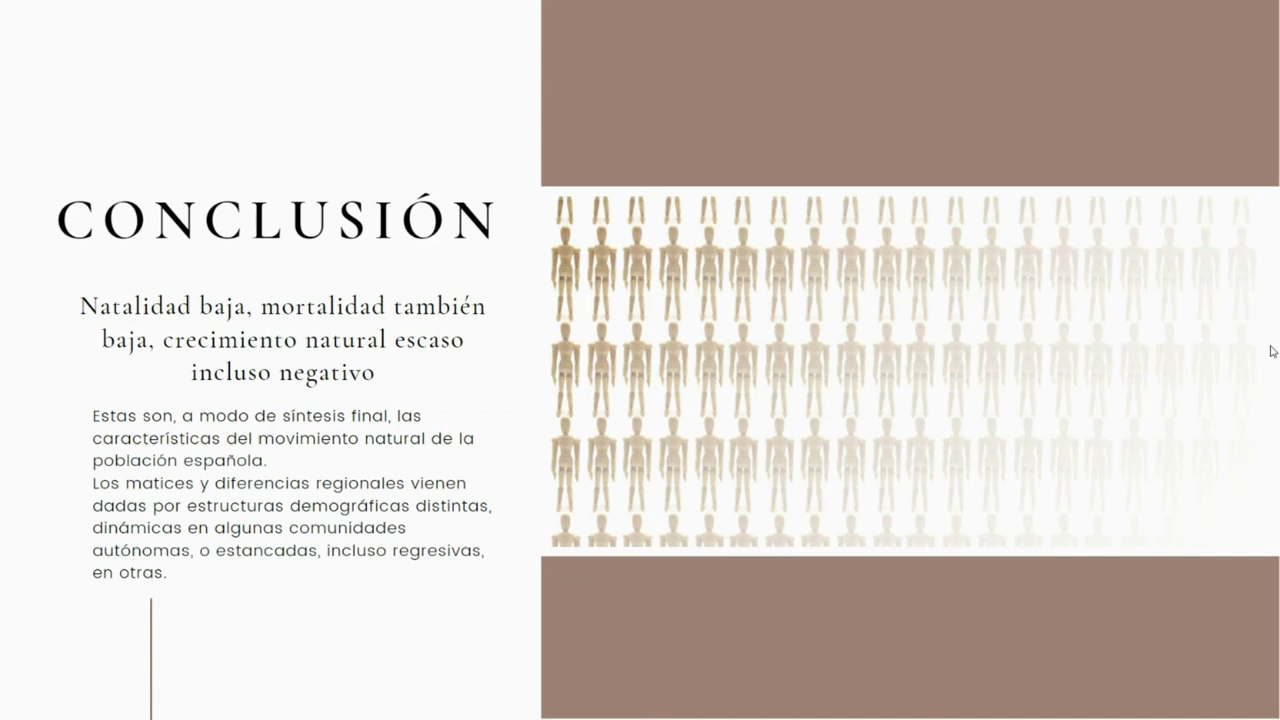 CONCLUSIÓN
Natalidad baja, mortalidad también
baja, crecimiento natural escaso
incluso negativo
Estas son, a modo de síntesis final, las
características del movimiento natural de la
población española.
Los matices y diferencias regionales vienen
dadas por estructuras demográficas distintas,
dinámicas en algunas comunidades
autónomas, o estancadas, incluso regresivas,
en otras.